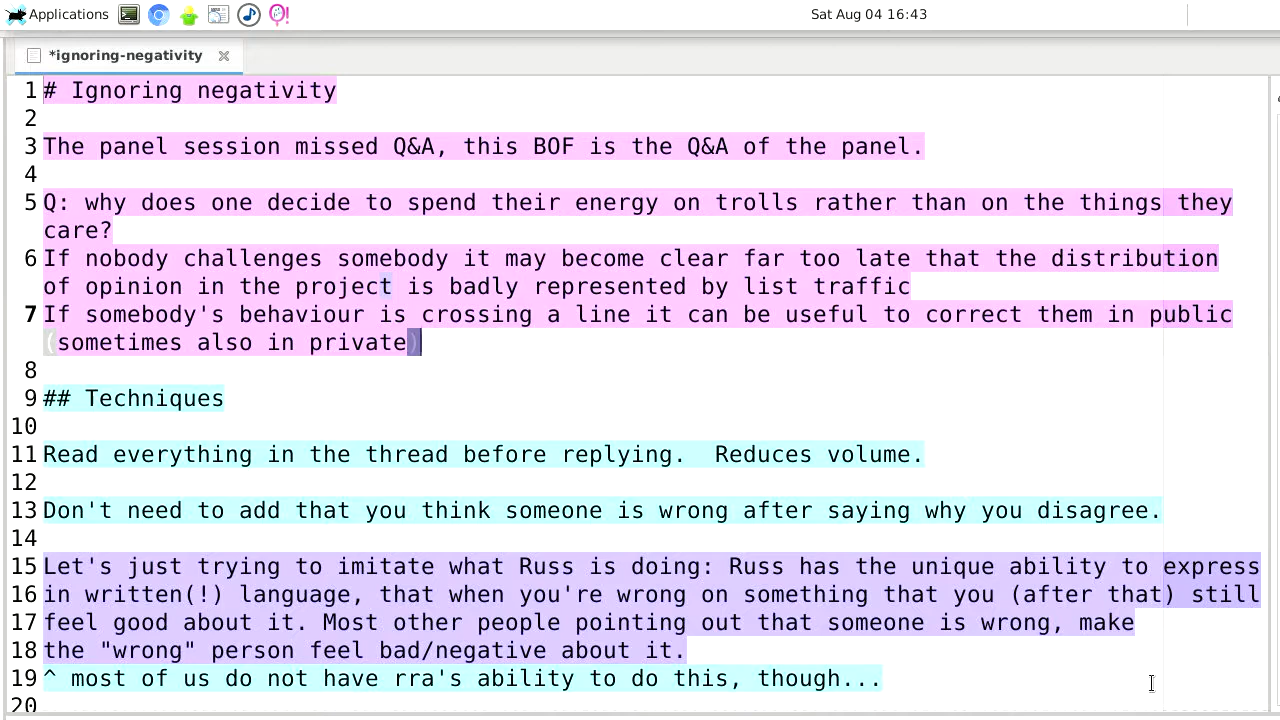 Applications
Sat Aug 04 16:43
*ignoring-negativity
1 # Ignoring negativity
2
3 The panel session missed Q&A, this BOF is the Q&A of the panel.
4
5 Q: why does one decide to spend their energy on trolls rather than on the things they
care?
6 If nobody challenges somebody it may become clear far too late that the distribution
of opinion in the project is badly represented by list traffic
7 If somebody's behaviour is crossing a line it can be useful to correct them in public
(sometimes also in private)
8
9 ## Techniques
10
11 Read everything in the thread before replying.  Reduces volume.
12
13 Don't need to add that you think someone is wrong after saying why you disagree.
14
15 Let's just trying to imitate what Russ is doing: Russ has the unique ability to express
16 in written(!) language, that when you're wrong on something that you (after that) still
17 feel good about it. Most other people pointing out that someone is wrong, make
18 the "wrong" person feel bad/negative about it.
19 ^ most of us do not have rra's ability to do this, though...
20